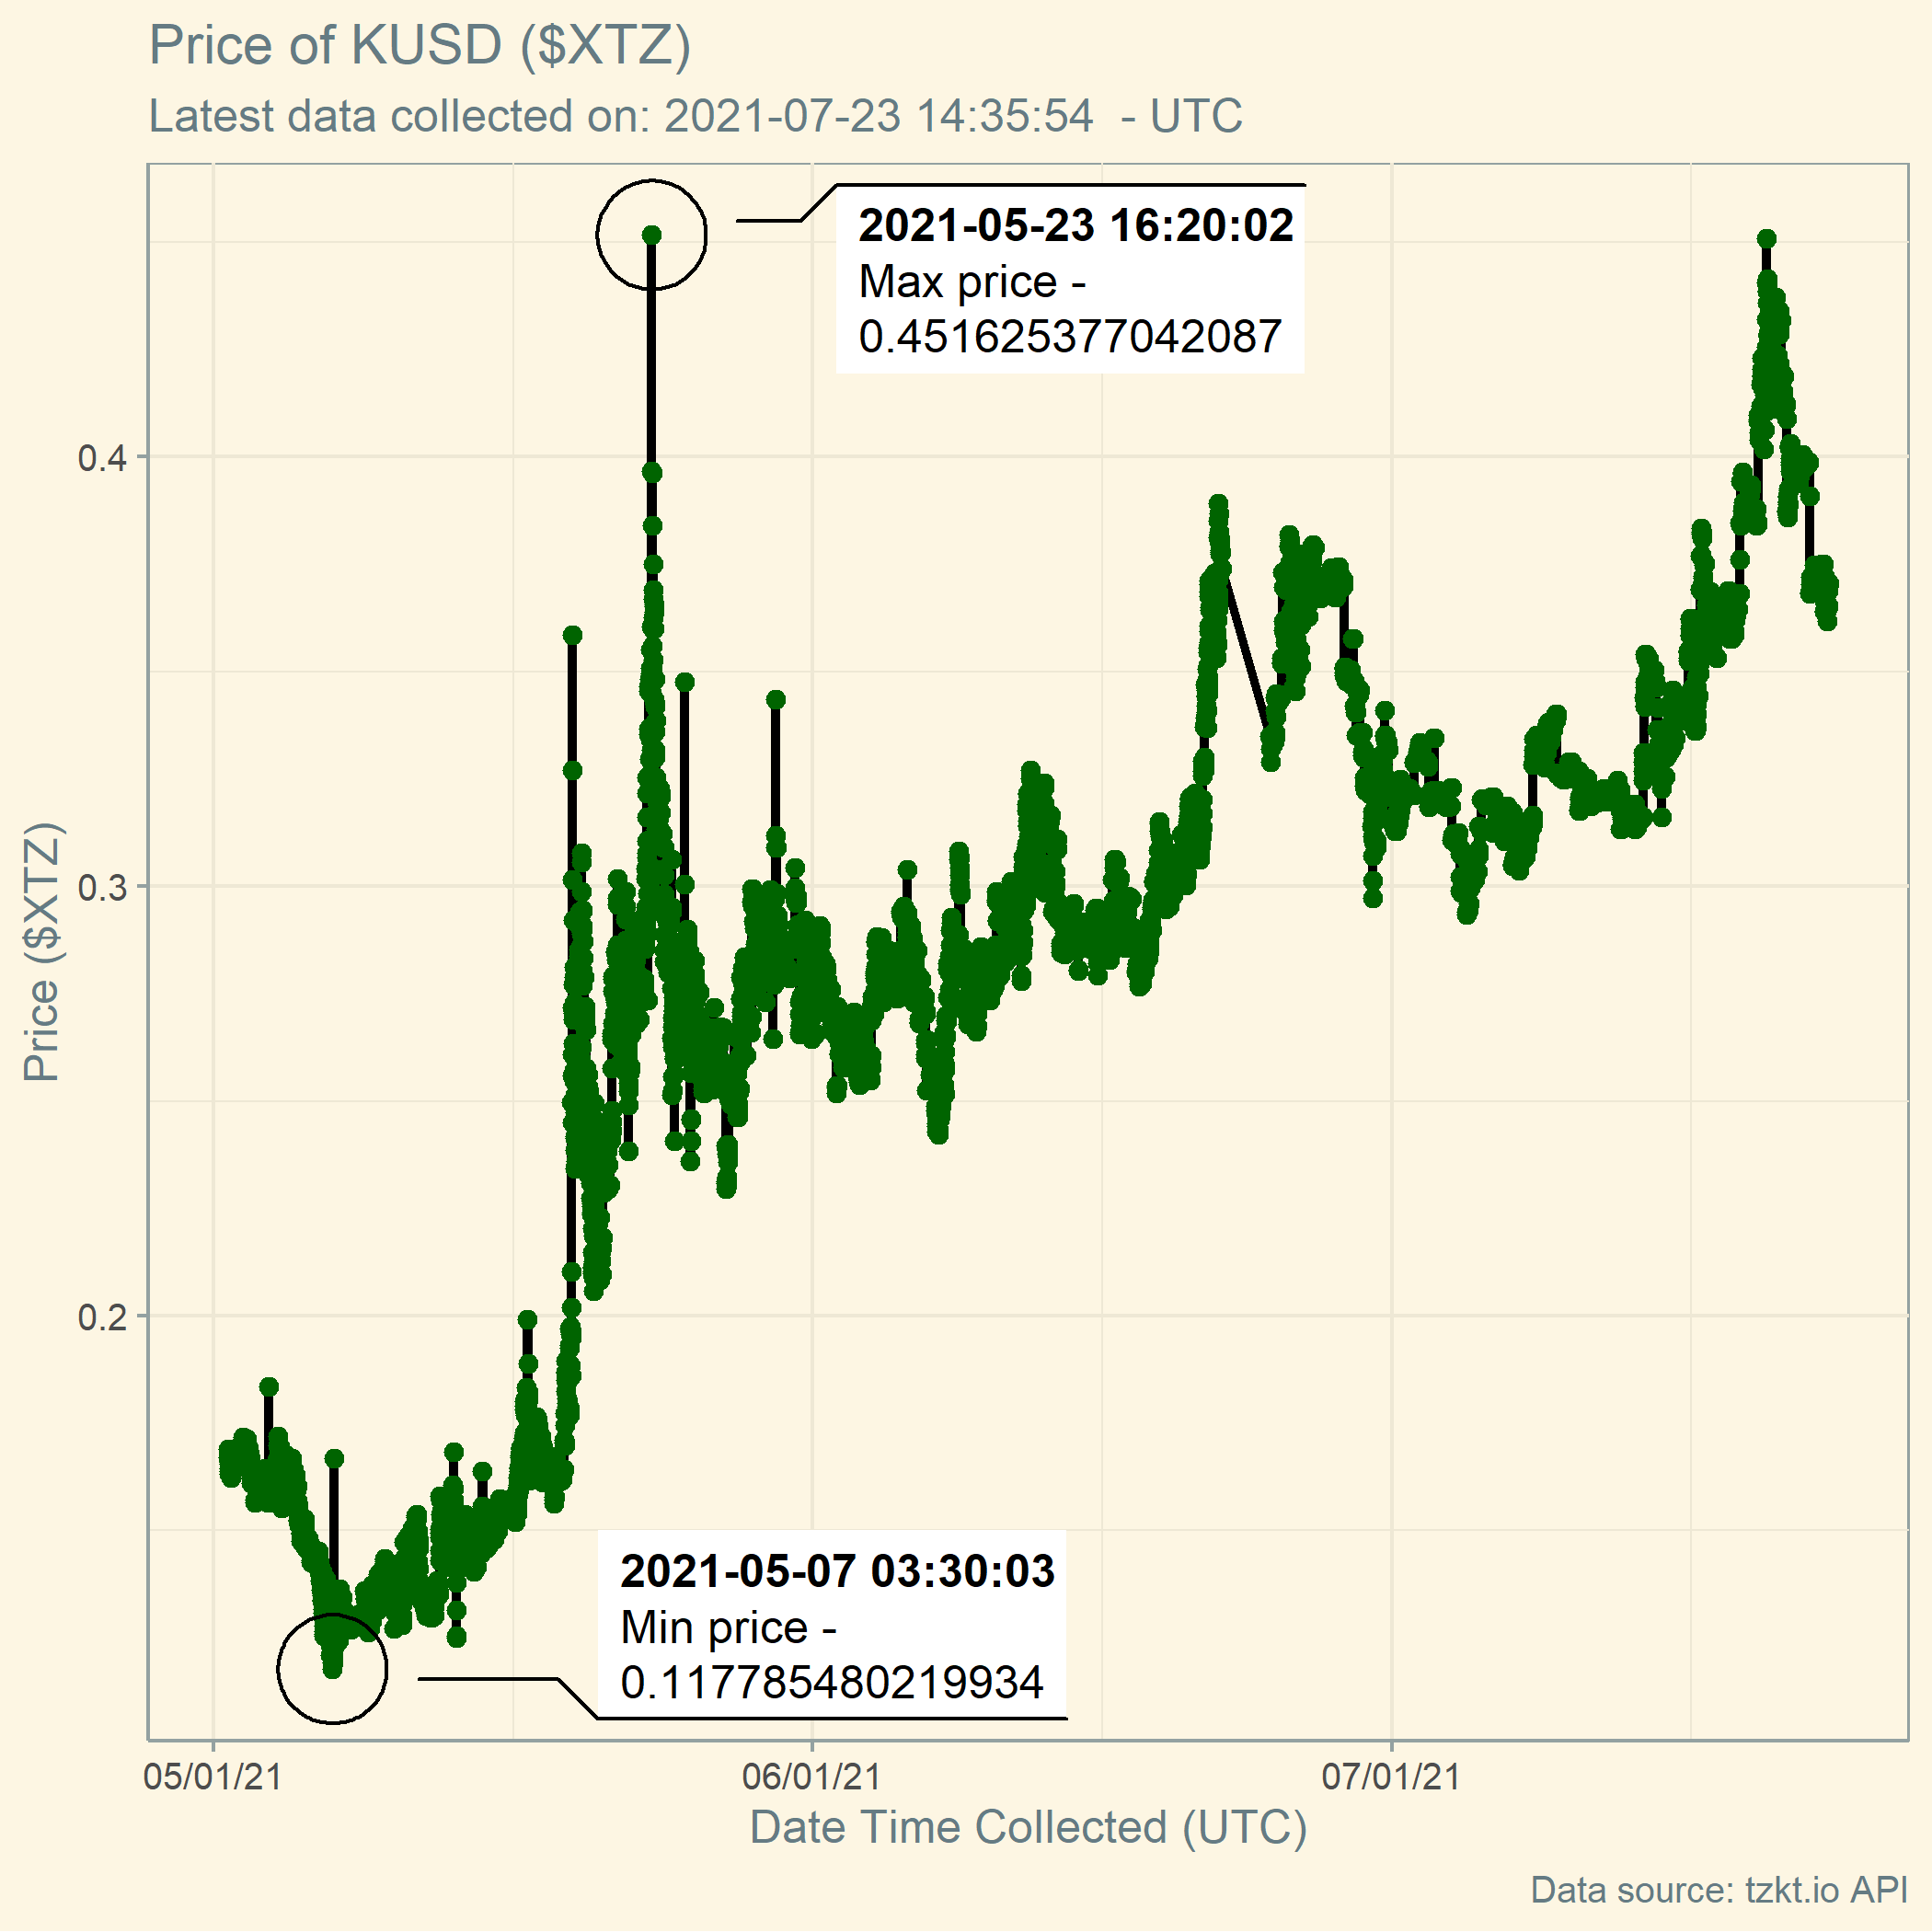 Price of KUSD ($XTZ)
Latest data collected on: 2021-07-23 14:35:54  - UTC
2021-05-23 16:20:02
Max price -
0.451625377042087
0.4
0.3
0.2
Price ($XTZ)
2021-05-07 03:30:03
Min price -
0.117785480219934
05/01/21
06/01/21
07/01/21
Date Time Collected (UTC)
Data source: tzkt.io API